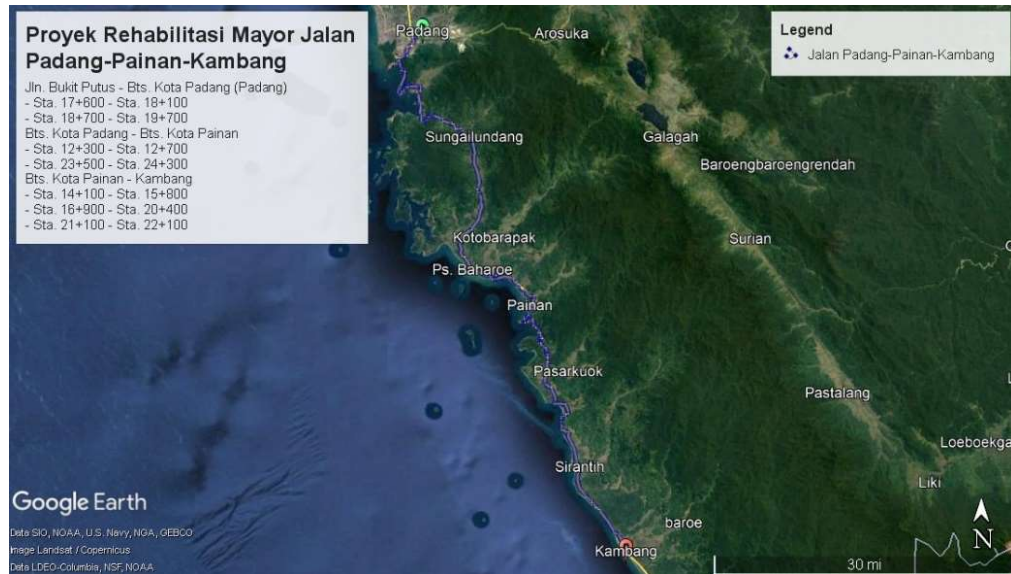 Proyek Rehabilitasi Mayor Jalan
Padang-Painan-Kambang
Jln. Bukit Putus - Bts. Kota Padang (Padang)
- Sta. 17+600 - Sta. 18+100
- Sta. 18+700 - Sta. 19+700
Bts. Kota Padang - Bts. Kota Painan
- Sta. 12+300 - Sta. 12+700
- Sta. 23+500 - Sta. 24+300
Bts. Kota Painan - Kambang
- Sta. 14+100 - Sta. 15+800
- Sta. 16+900 - Sta. 20+400
- Sta. 21+100 - Sta. 22+100
Legend
Jalan Padang-Painan-Kambang
Padang
Arosuka
Sungailundang
Galagah
Baroengbaroengrendah
Kotobarapak
Surian
Ps. Baharoe
Painan
Pasarkuok
Pastalang
Loeboekga
Sirantih
Liki
baroe
Kambang
Google Earth
Data SIO, NOAA, U.S. Navy, NGA, GEBCO
Image Landsat / Copernicus
Data LDEO-Columbia, NSF, NOAA
N
30 mi